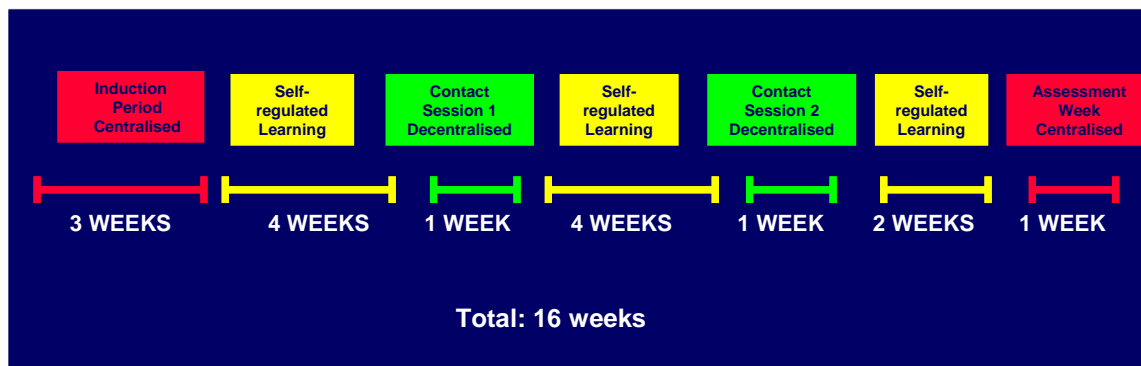 Induction
Period
Centralised
Self-
regulated
Learning
Contact
Session 1
Decentralised
Self-
regulated
Learning
Contact
Session 2
Decentralised
Self-
regulated
Learning
Assessment
Week
Centralised
3 WEEKS
4 WEEKS
1 WEEK
4 WEEKS
1 WEEK
2 WEEKS
1 WEEK
Total: 16 weeks